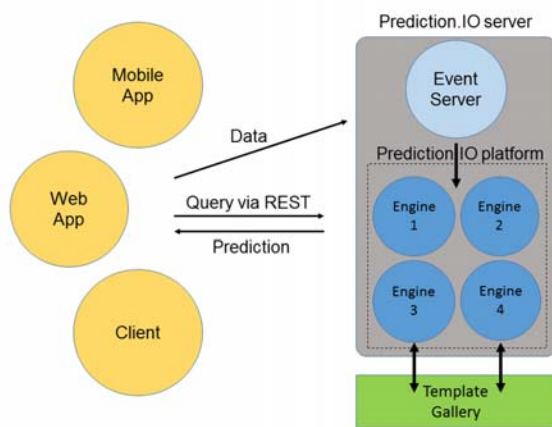 Prediction.IO server
Mobile
App
Event
Server
Data
Prediction.IO platform
Web
App
Query via REST
Prediction
Engine
1
Engine
2
Engine
3
Engine
4
Client
Template
Gallery